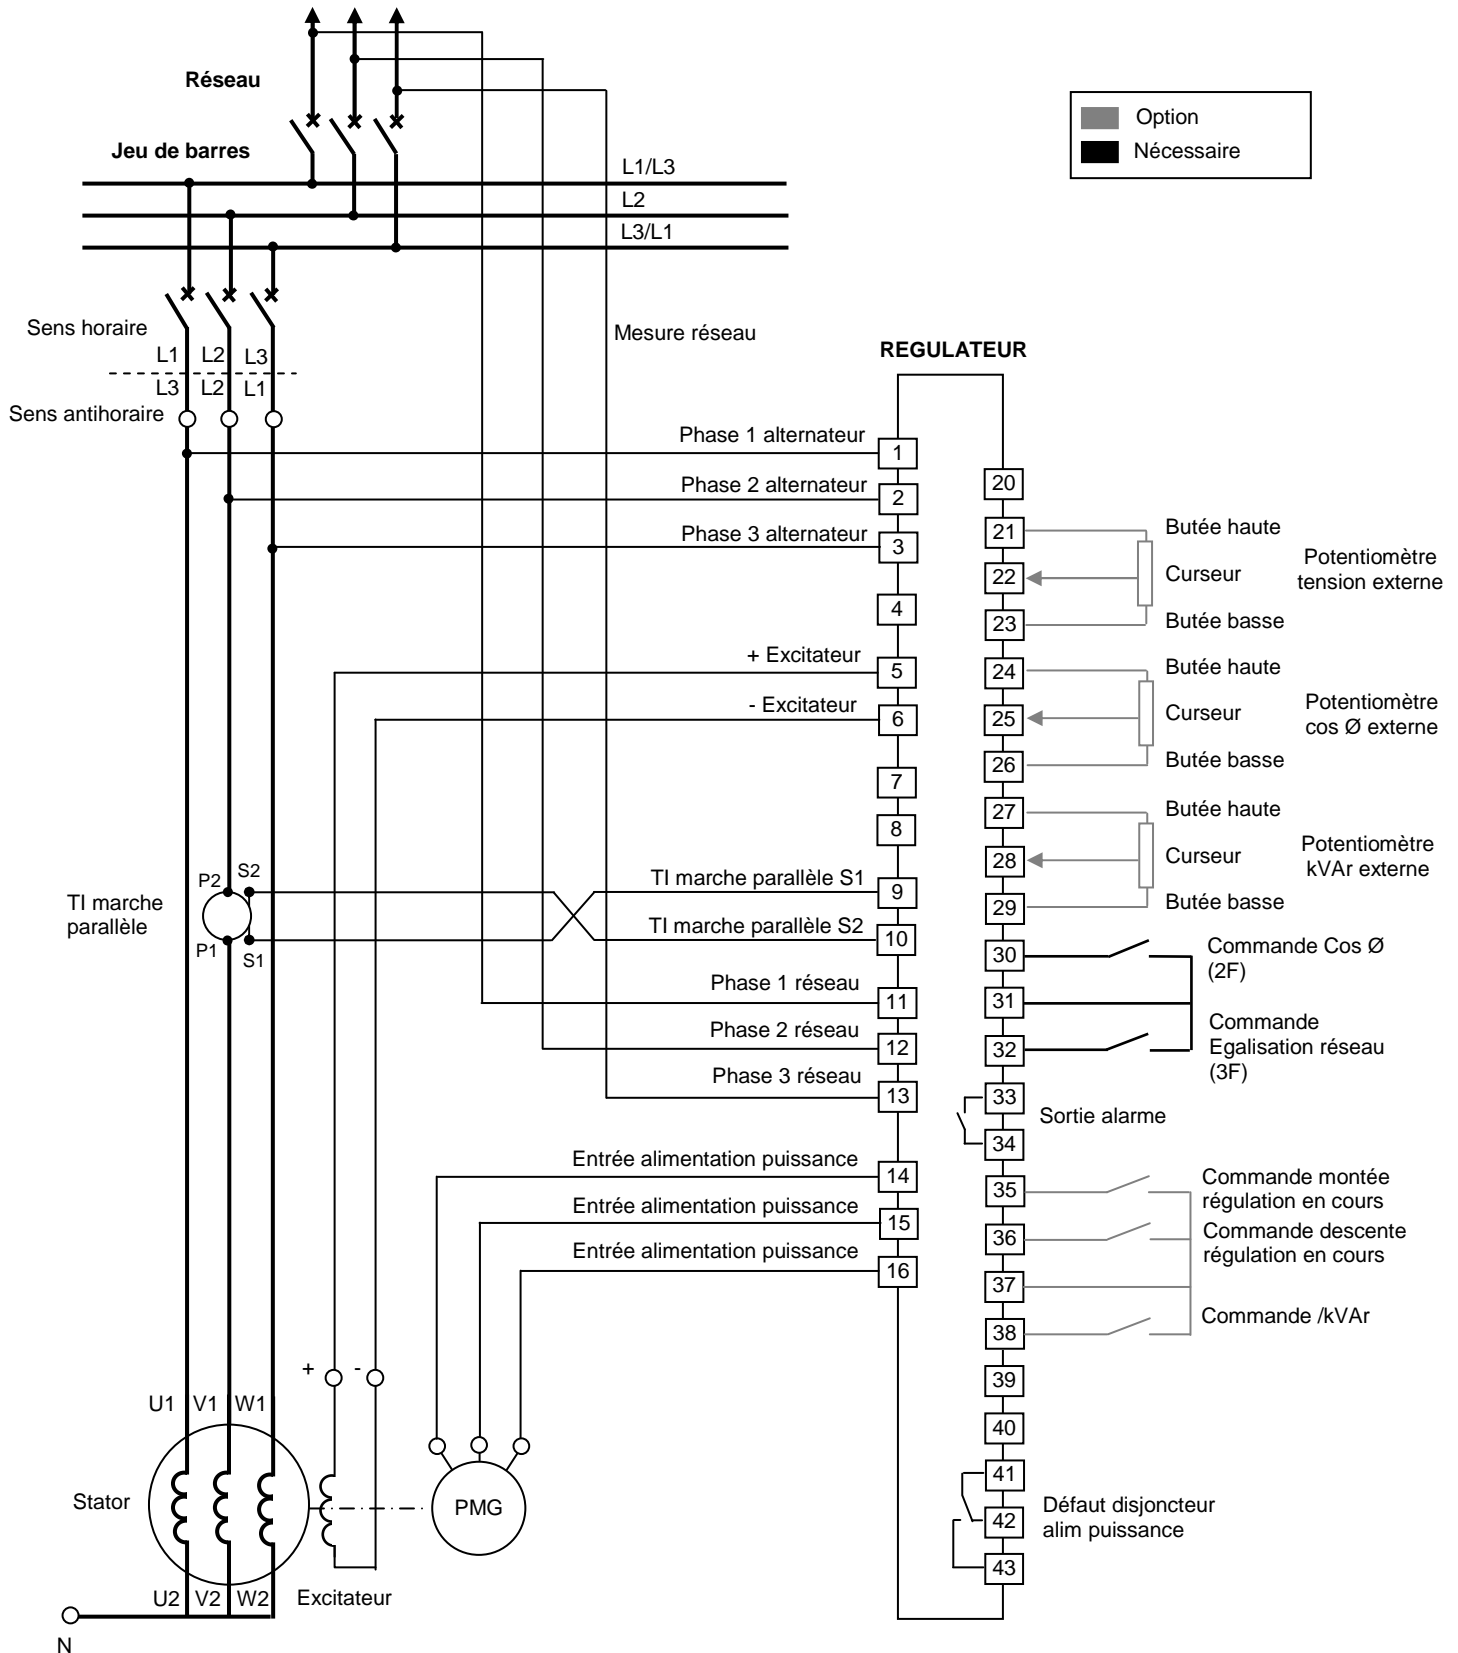 Réseau
Jeu de barres
L1/L3
L2
L3/L1
Option
Nécessaire
Sens horaire
L1 L2 L3
L3 L2 L1
Sens antihoraire
Mesure réseau
REGULATEUR
Phase 1 alternateur
1
Phase 2 alternateur
2
Phase 3 alternateur
3
4
+ Excitateur
5
- Excitateur
6
7
8
TI marche
parallèle
P2
S2
P1
S1
TI marche parallèle S1
9
TI marche parallèle S2
10
Phase 1 réseau
11
Phase 2 réseau
12
Phase 3 réseau
13
Entrée alimentation puissance
14
Entrée alimentation puissance
15
Entrée alimentation puissance
16
20
21
Butée haute
22
Curseur
23
Butée basse
Potentiomètre
tension externe
24
Butée haute
25
Curseur
26
Butée basse
Potentiomètre
cos Ø externe
27
Butée haute
28
Curseur
29
Butée basse
Potentiomètre
kVAr externe
30
Commande Cos Ø
(2F)
31
32
Commande
Egalisation réseau
(3F)
33
Sortie alarme
34
35
Commande montée
régulation en cours
36
Commande descente
régulation en cours
37
38
Commande /kVAr
39
40
41
42
Défaut disjoncteur
alim puissance
43
+ -
U1 V1 W1
Stator
PMG
U2 V2 W2
Excitateur
N